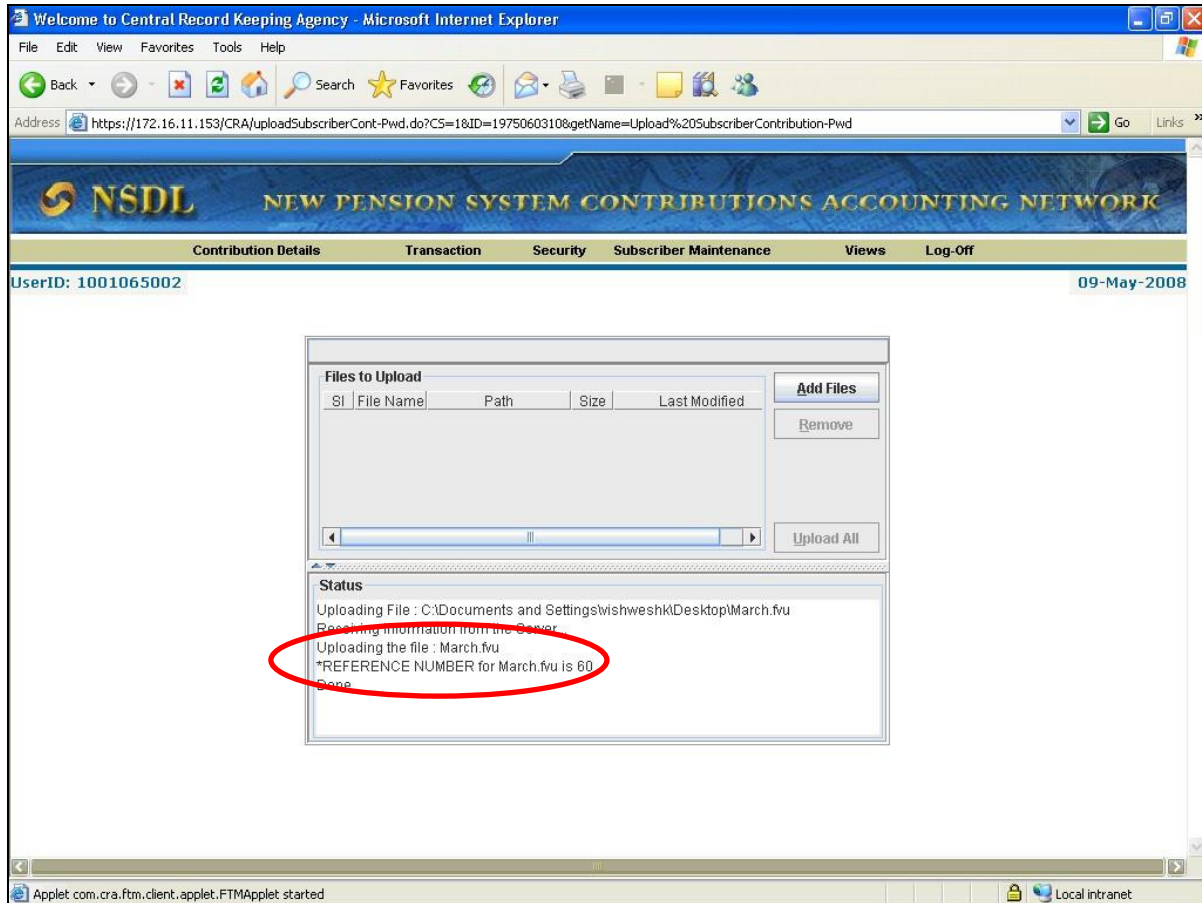 Welcome to Central Record Keeping Agency - Microsoft Internet Explorer
File Edit View Favorites Tools Help
Back Search Favorites
Address https://172.16.11.153/CRA/uploadSubscriberCont-Pwd.do?CS=1&ID=1975060310&getName=Upload%20SubscriberContribution-Pwd Go Links »
NSDL NEW PENSION SYSTEM CONTRIBUTIONS ACCOUNTING NETWORK
Contribution Details Transaction Security Subscriber Maintenance Views Log-Off
UserID: 1001065002 09-May-2008
Files to Upload
Add Files
Sl File Name Path Size Last Modified
Remove
Upload All
Status
Uploading File : C:\Documents and Settings\vishweshk\Desktop\March.fvu
Receiving information from the Server...
Uploading the file : March.fvu
*REFERENCE NUMBER for March.fvu is 60
Done
Applet com.cra.ftm.client.applet.FTMApplet started Local intranet